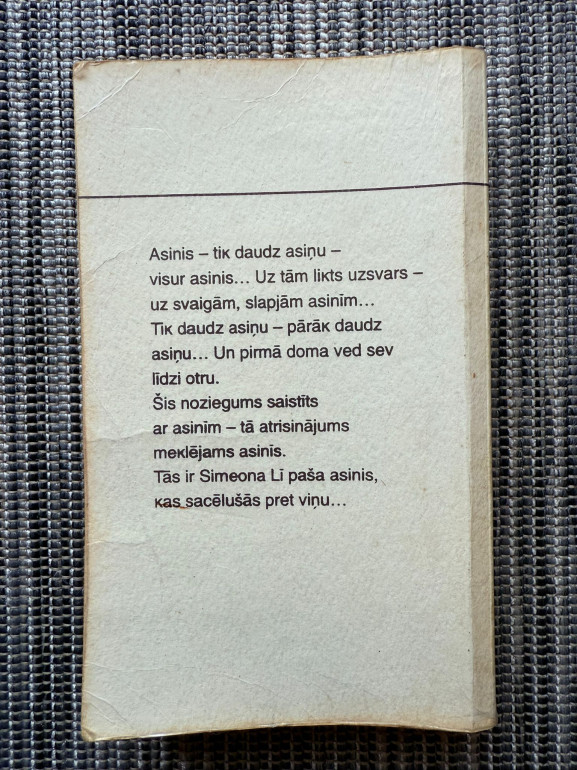 Asinis – tik daudz asiņu –
visur asinis... Uz tām likts uzsvars –
uz svaigām, slapjām asinīm...
Tik daudz asiņu – pārāk daudz
asiņu... Un pirmā doma ved sev
līdzi otru.
Šis noziegums saistīts
ar asinīm – tā atrisinājums
meklējams asinīs.
Tās ir Simeona Lī paša asinis,
kas sacēlušās pret viņu...